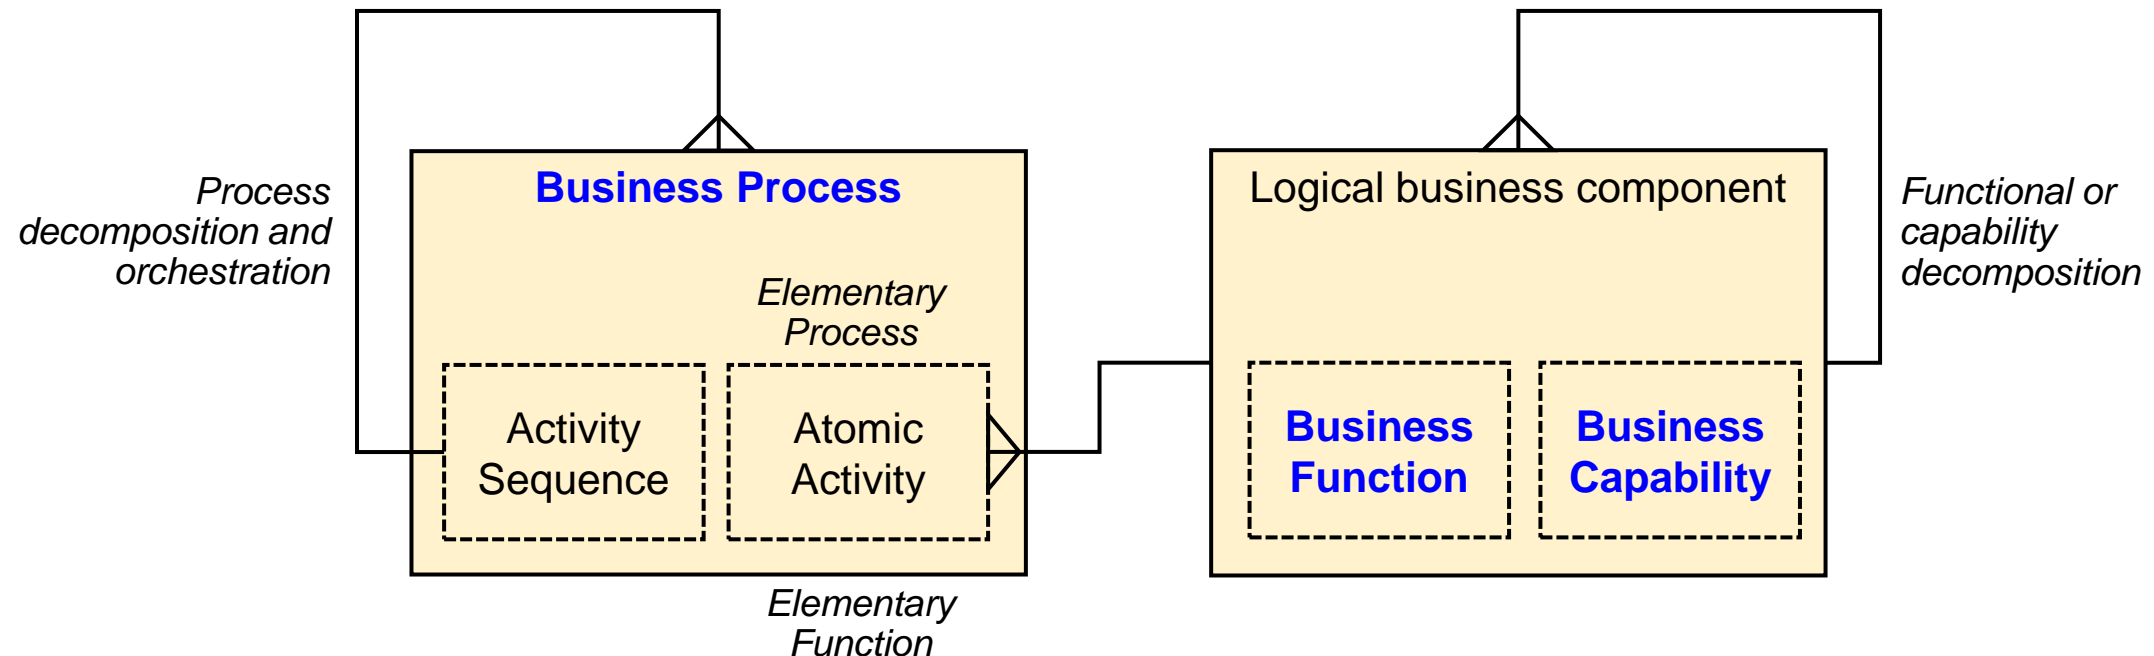 Business Process
Logical business component
Process
decomposition and
orchestration
Functional or
capability
decomposition
Elementary
Process
Activity
Sequence
Atomic
Activity
Business
Function
Business
Capability
Elementary
Function